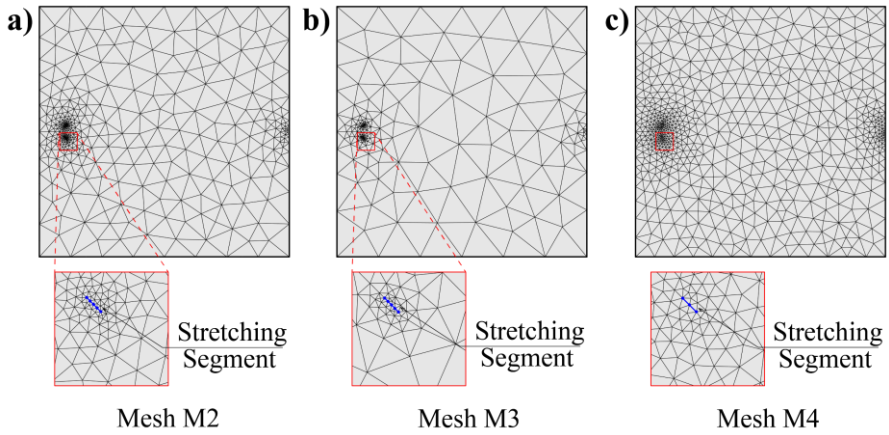 a)
b)
c)
Stretching
Segment
Stretching
Segment
Stretching
Segment
Mesh M2
Mesh M3
Mesh M4